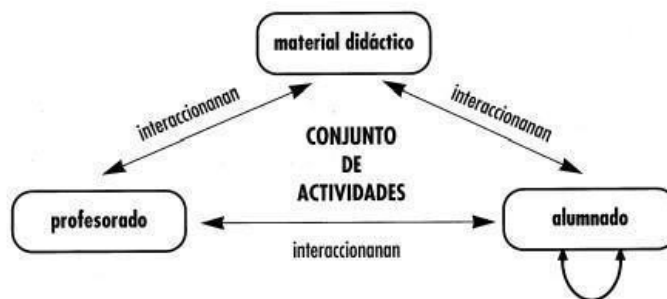 material didáctico
interaccionanan
interaccionanan
CONJUNTO
DE
ACTIVIDADES
profesorado
alumnado
interaccionanan